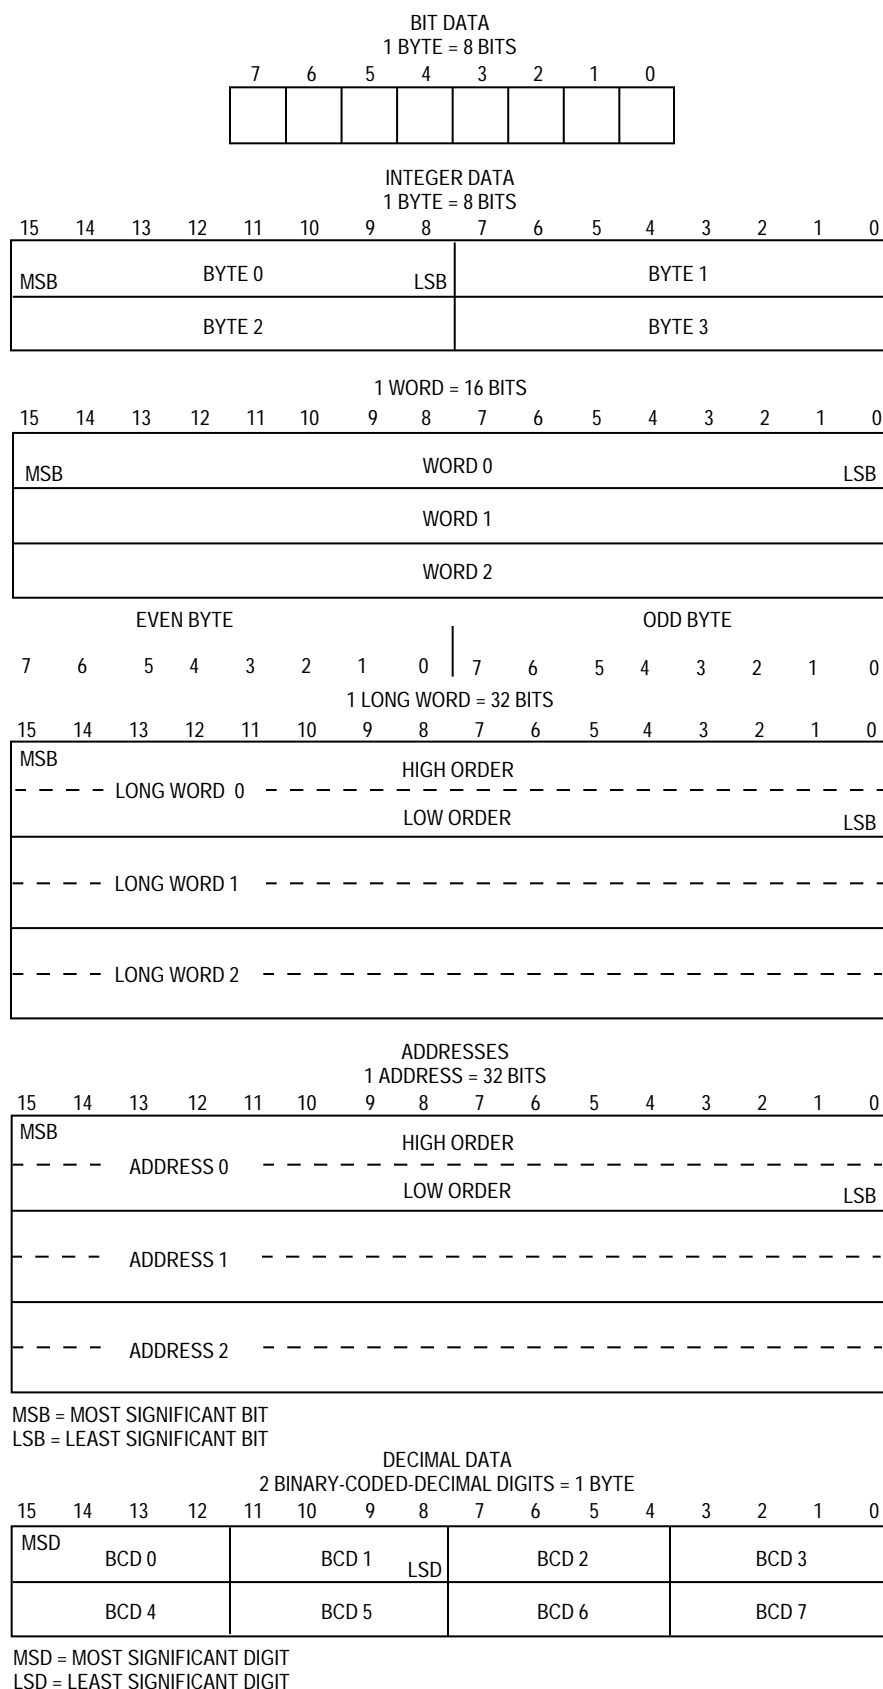 BIT DATA
1 BYTE = 8 BITS
7 6 5 4 3 2 1 0
INTEGER DATA
1 BYTE = 8 BITS
15 14 13 12 11 10 9 8 7 6 5 4 3 2 1 0
MSB BYTE 0 LSB BYTE 1
BYTE 2 BYTE 3
1 WORD = 16 BITS
15 14 13 12 11 10 9 8 7 6 5 4 3 2 1 0
MSB WORD 0 LSB
WORD 1
WORD 2
EVEN BYTE ODD BYTE
7 6 5 4 3 2 1 0 7 6 5 4 3 2 1 0
1 LONG WORD = 32 BITS
15 14 13 12 11 10 9 8 7 6 5 4 3 2 1 0
MSB HIGH ORDER
LONG WORD 0
LOW ORDER LSB
LONG WORD 1
LONG WORD 2
ADDRESSES
1 ADDRESS = 32 BITS
15 14 13 12 11 10 9 8 7 6 5 4 3 2 1 0
MSB HIGH ORDER
ADDRESS 0
LOW ORDER LSB
ADDRESS 1
ADDRESS 2
MSB = MOST SIGNIFICANT BIT
LSB = LEAST SIGNIFICANT BIT
DECIMAL DATA
2 BINARY-CODED-DECIMAL DIGITS = 1 BYTE
15 14 13 12 11 10 9 8 7 6 5 4 3 2 1 0
MSD BCD 0 BCD 1 LSD BCD 2 BCD 3
BCD 4 BCD 5 BCD 6 BCD 7
MSD = MOST SIGNIFICANT DIGIT
LSD = LEAST SIGNIFICANT DIGIT